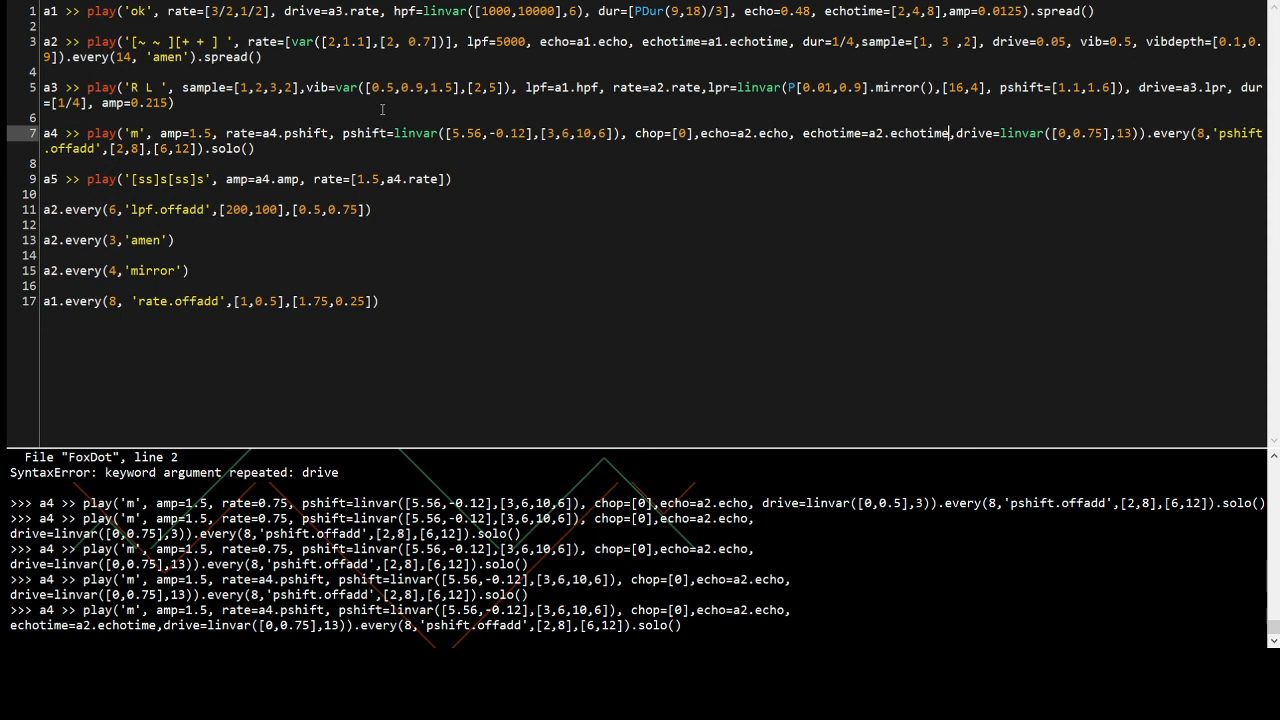 1 a1 >> play('ok', rate=[3/2,1/2], drive=a3.rate, hpf=linvar([1000,10000],6), dur=[PDur(9,18)/3], echo=0.48, echotime=[2,4,8],amp=0.0125).spread()
2
3 a2 >> play('[~ ~ ][+ + ] ', rate=[var([2,1.1],[2, 0.7])], lpf=5000, echo=a1.echo, echotime=a1.echotime, dur=1/4,sample=[1, 3 ,2], drive=0.05, vib=0.5, vibdepth=[0.1,0.
9]).every(14, 'amen').spread()
4
5 a3 >> play('R L ', sample=[1,2,3,2],vib=var([0.5,0.9,1.5],[2,5]), lpf=a1.hpf, rate=a2.rate,lpr=linvar(P[0.01,0.9].mirror(),[16,4], pshift=[1.1,1.6]), drive=a3.lpr, dur
=[1/4], amp=0.215)
6
7 a4 >> play('m', amp=1.5, rate=a4.pshift, pshift=linvar([5.56,-0.12],[3,6,10,6]), chop=[0],echo=a2.echo, echotime=a2.echotime,drive=linvar([0,0.75],13)).every(8,'pshift
.offadd',[2,8],[6,12]).solo()
8
9 a5 >> play('[ss]s[ss]s', amp=a4.amp, rate=[1.5,a4.rate])
10
11 a2.every(6,'lpf.offadd',[200,100],[0.5,0.75])
12
13 a2.every(3,'amen')
14
15 a2.every(4,'mirror')
16
17 a1.every(8, 'rate.offadd',[1,0.5],[1.75,0.25])
File "FoxDot", line 2
SyntaxError: keyword argument repeated: drive
>>> a4 >> play('m', amp=1.5, rate=0.75, pshift=linvar([5.56,-0.12],[3,6,10,6]), chop=[0],echo=a2.echo, drive=linvar([0,0.5],3)).every(8,'pshift.offadd',[2,8],[6,12]).solo()
>>> a4 >> play('m', amp=1.5, rate=0.75, pshift=linvar([5.56,-0.12],[3,6,10,6]), chop=[0],echo=a2.echo,
drive=linvar([0,0.75],3)).every(8,'pshift.offadd',[2,8],[6,12]).solo()
>>> a4 >> play('m', amp=1.5, rate=0.75, pshift=linvar([5.56,-0.12],[3,6,10,6]), chop=[0],echo=a2.echo,
drive=linvar([0,0.75],13)).every(8,'pshift.offadd',[2,8],[6,12]).solo()
>>> a4 >> play('m', amp=1.5, rate=a4.pshift, pshift=linvar([5.56,-0.12],[3,6,10,6]), chop=[0],echo=a2.echo,
drive=linvar([0,0.75],13)).every(8,'pshift.offadd',[2,8],[6,12]).solo()
>>> a4 >> play('m', amp=1.5, rate=a4.pshift, pshift=linvar([5.56,-0.12],[3,6,10,6]), chop=[0],echo=a2.echo,
echotime=a2.echotime,drive=linvar([0,0.75],13)).every(8,'pshift.offadd',[2,8],[6,12]).solo()